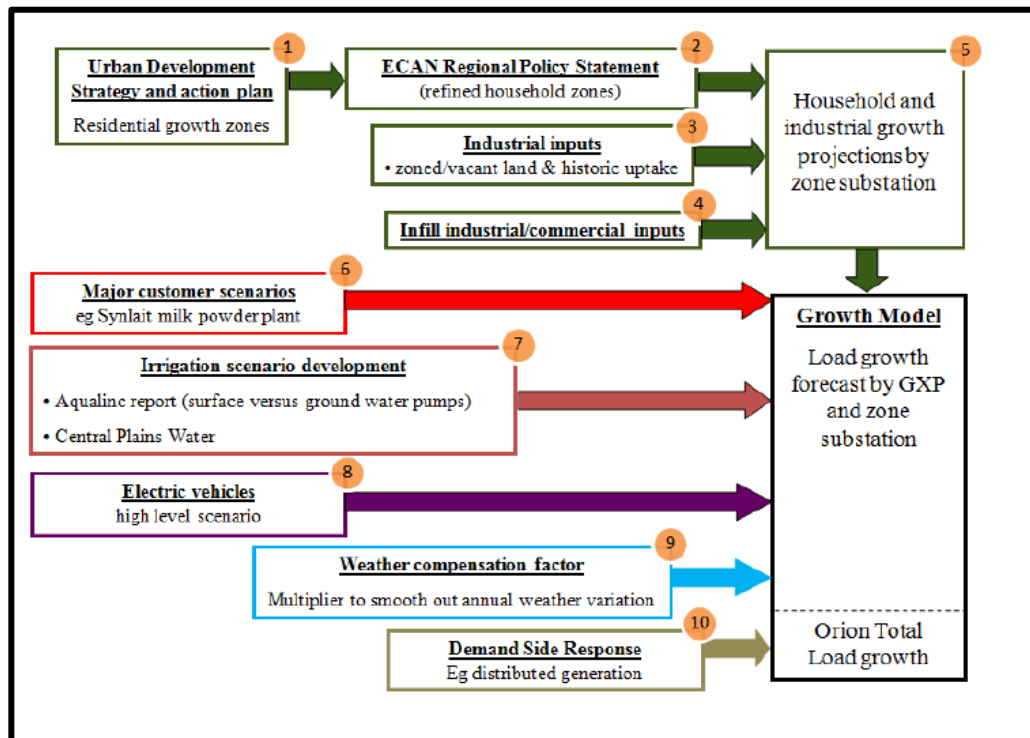 1
Urban Development
Strategy and action plan
Residential growth zones
2
ECAN Regional Policy Statement
(refined household zones)
3
Industrial inputs
• zoned/vacant land & historic uptake
4
Infill industrial/commercial inputs
5
Household and
industrial growth
projections by
zone substation
6
Major customer scenarios
eg Synlait milk powder plant
7
Irrigation scenario development
• Aqualinc report (surface versus ground water pumps)
• Central Plains Water
8
Electric vehicles
high level scenario
9
Weather compensation factor
Multiplier to smooth out annual weather variation
10
Demand Side Response
Eg distributed generation
Growth Model
Load growth
forecast by GXP
and zone
substation
Orion Total
Load growth